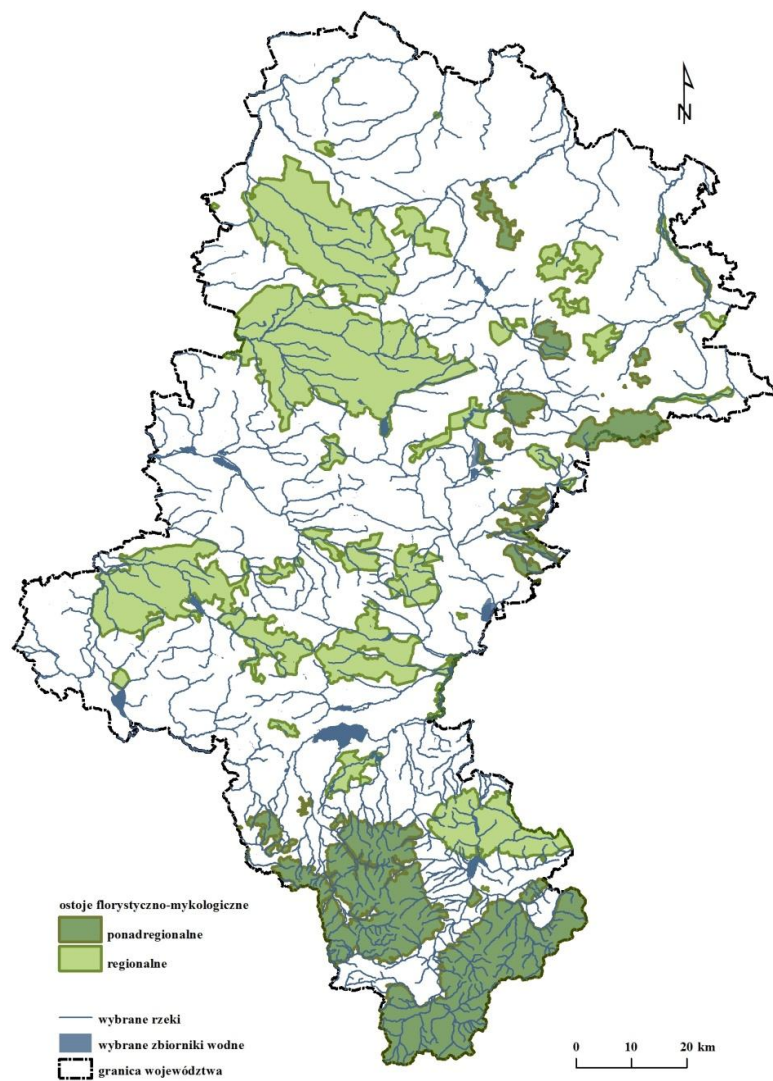 N
ostoje florystyczno-mykologiczne
ponadregionalne
regionalne
wybrane rzeki
wybrane zbiorniki wodne
granica województwa
0 10 20 km